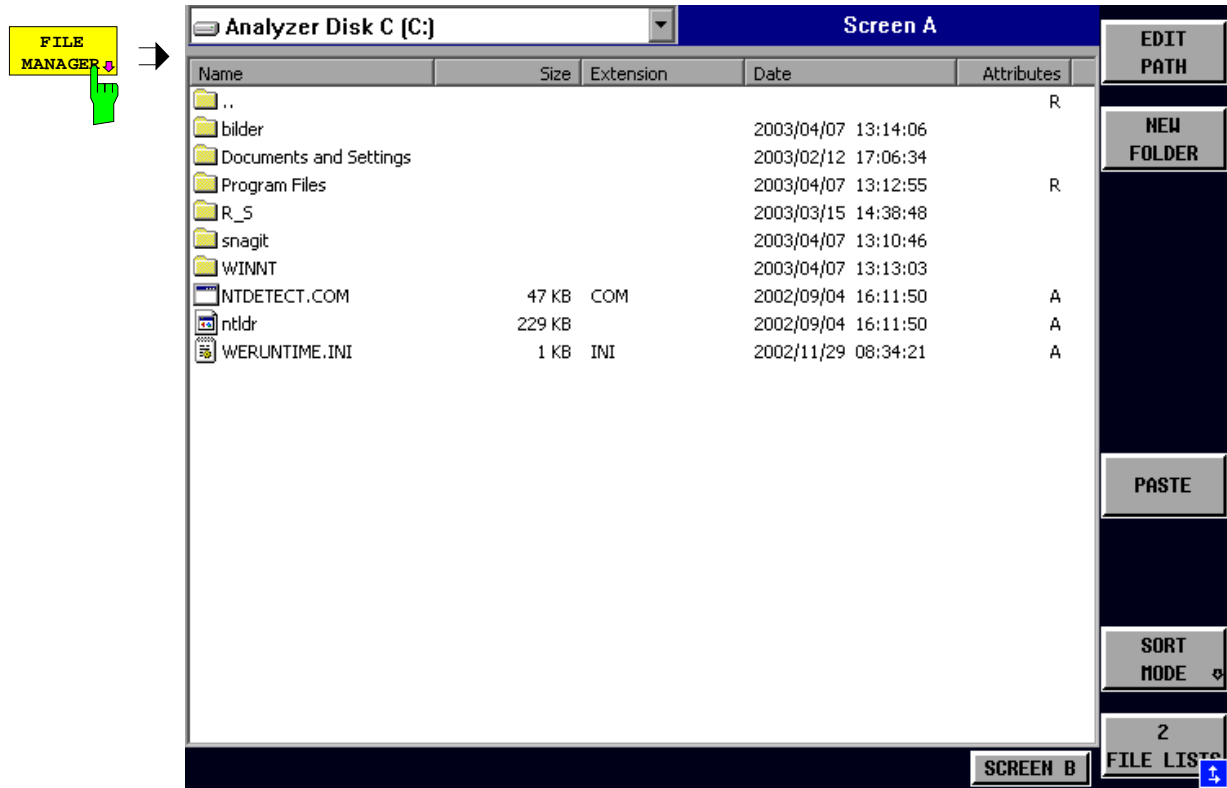 FILE
MANAGER
Analyzer Disk C (C:)
Screen A
Name Size Extension Date Attributes
.. R
bilder 2003/04/07 13:14:06
Documents and Settings 2003/02/12 17:06:34
Program Files 2003/04/07 13:12:55 R
R_S 2003/03/15 14:38:48
snagit 2003/04/07 13:10:46
WINNT 2003/04/07 13:13:03
NTDETECT.COM 47 KB COM 2002/09/04 16:11:50 A
ntldr 229 KB 2002/09/04 16:11:50 A
WERUNTIME.INI 1 KB INI 2002/11/29 08:34:21 A
EDIT
PATH
NEW
FOLDER
PASTE
SORT
MODE
2
FILE LISTS
SCREEN B